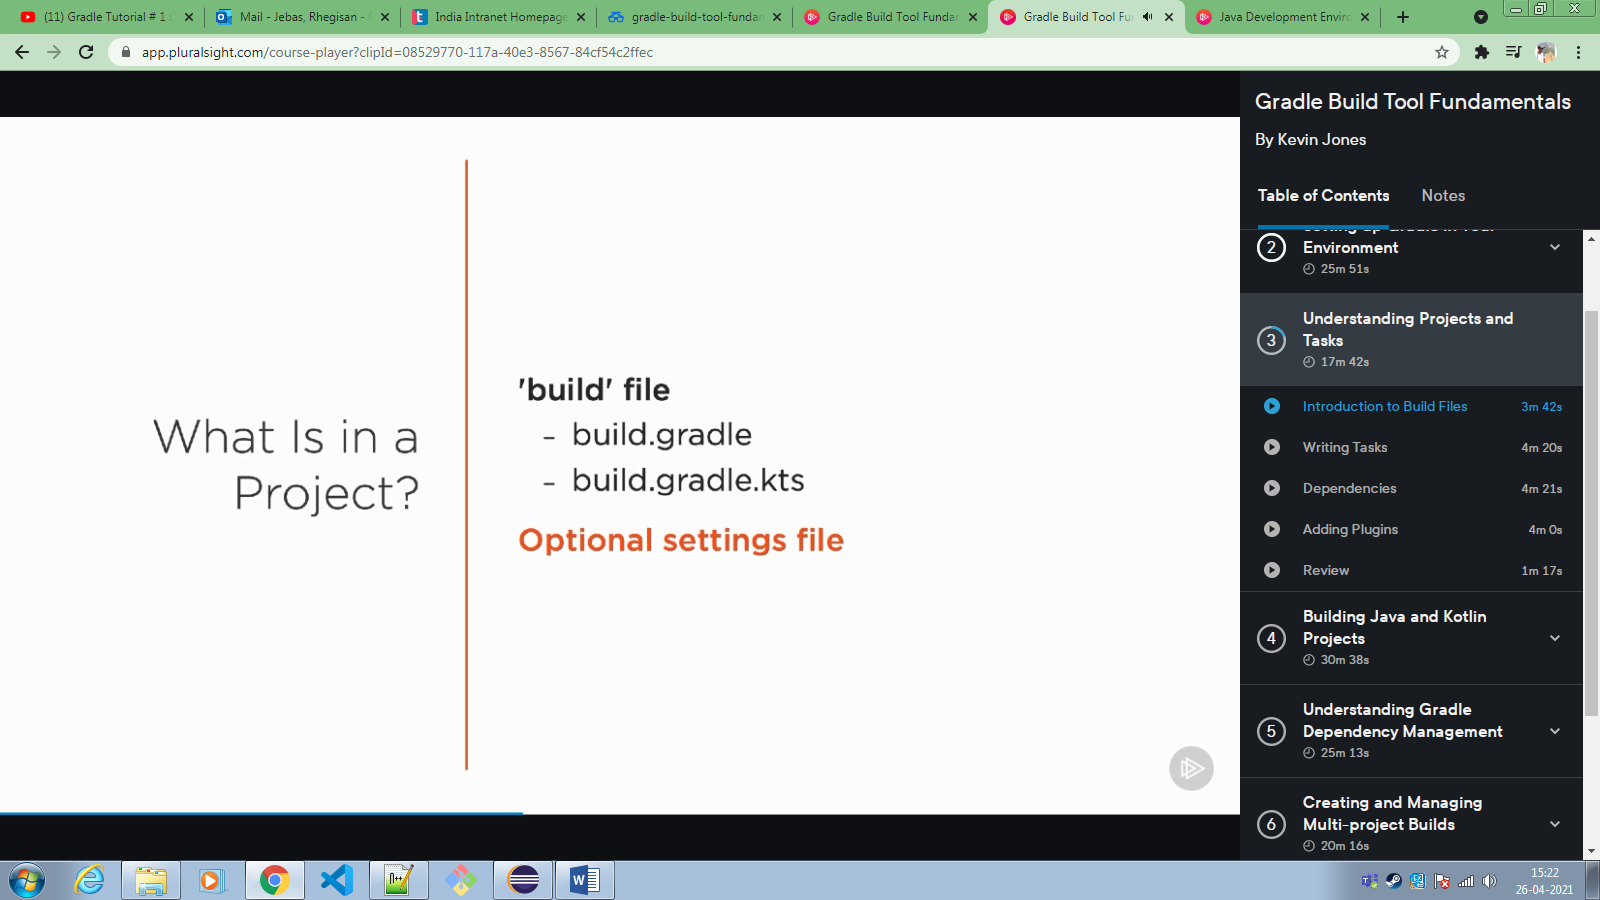 (11) Gradle Tutorial # 1
Mail - Jebas, Rhegisan -
India Intranet Homepage
gradle-build-tool-fundam
Gradle Build Tool Fundar
Gradle Build Tool Fu
Java Development Enviro
app.pluralsight.com/course-player?clipId=08529770-117a-40e3-8567-84cf54c2ffec
What Is in a
Project?
'build' file
- build.gradle
- build.gradle.kts
Optional settings file
Gradle Build Tool Fundamentals
By Kevin Jones
Table of Contents
Notes
2
Environment
25m 51s
3
Understanding Projects and
Tasks
17m 42s
Introduction to Build Files 3m 42s
Writing Tasks 4m 20s
Dependencies 4m 21s
Adding Plugins 4m 0s
Review 1m 17s
4
Building Java and Kotlin
Projects
30m 38s
5
Understanding Gradle
Dependency Management
25m 13s
6
Creating and Managing
Multi-project Builds
20m 16s
15:22
26-04-2021